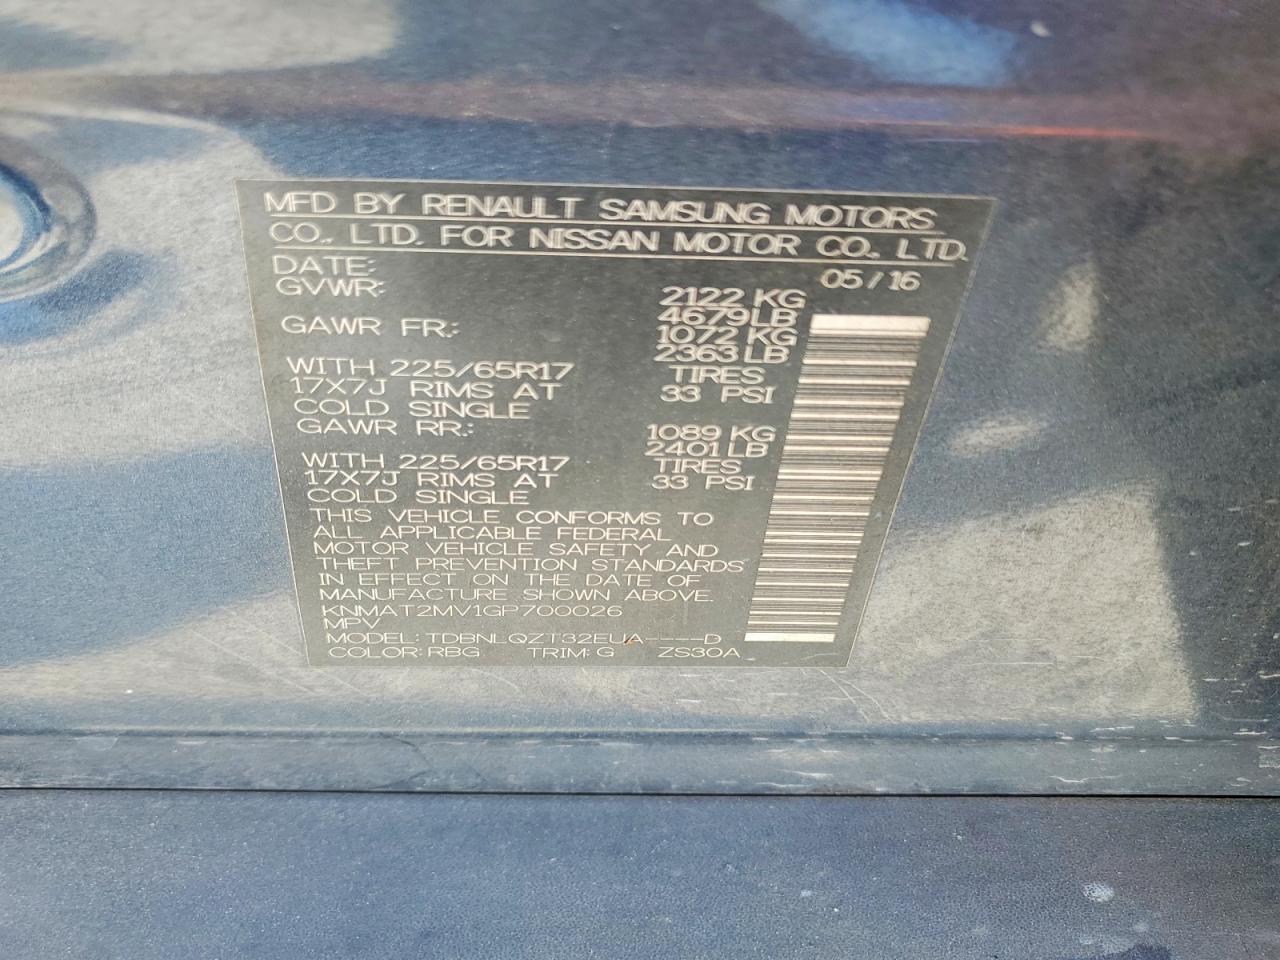 MFD BY RENAULT SAMSUNG MOTORS
CO., LTD. FOR NISSAN MOTOR CO., LTD.
DATE: 05/16
GVWR: 2122 KG
4679 LB
GAWR FR.: 1072 KG
2363 LB
WITH 225/65R17 TIRES
17X7J RIMS AT 33 PSI
COLD SINGLE
GAWR RR.: 1089 KG
2401 LB
WITH 225/65R17 TIRES
17X7J RIMS AT 33 PSI
COLD SINGLE
THIS VEHICLE CONFORMS TO
ALL APPLICABLE FEDERAL
MOTOR VEHICLE SAFETY AND
THEFT PREVENTION STANDARDS
IN EFFECT ON THE DATE OF
MANUFACTURE SHOWN ABOVE.
KNMAT2MV1GP700026
MPV
MODEL: TDBNLQZT32EUA----D
COLOR: RBG TRIM: G ZS30A